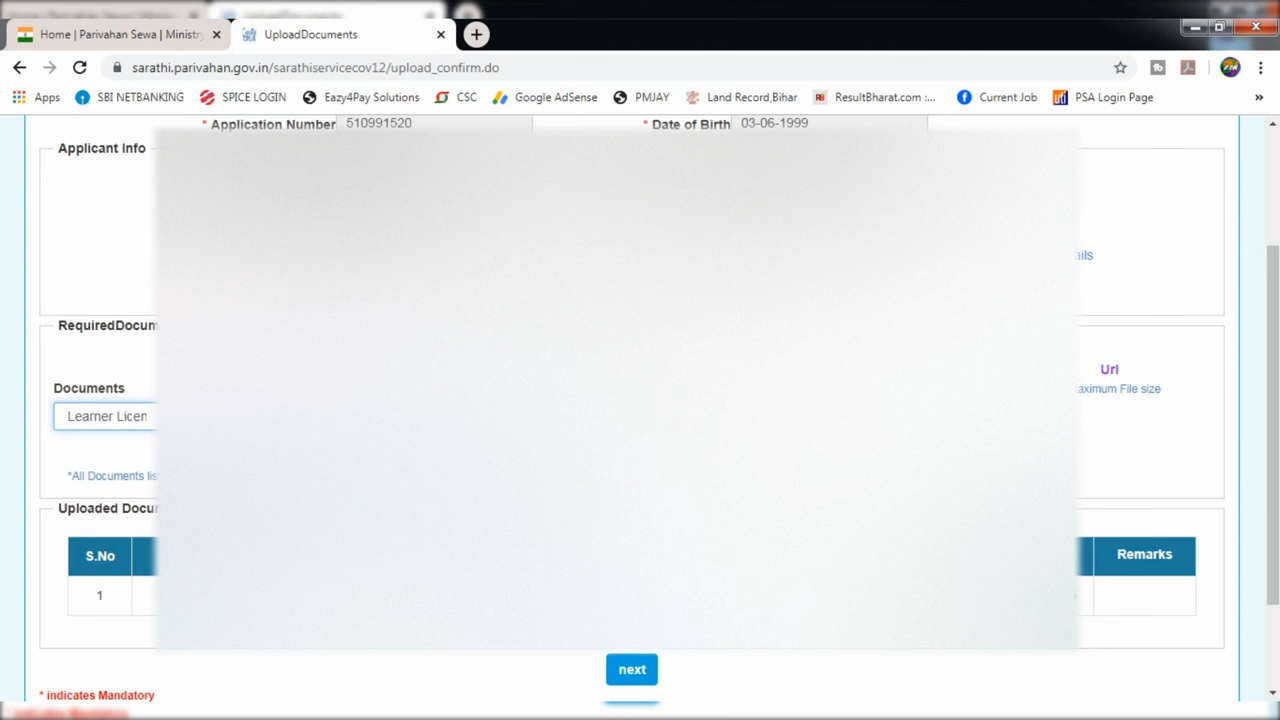 Home | Parivahan Sewa | Ministry
UploadDocuments
sarathi.parivahan.gov.in/sarathiservicecov12/upload_confirm.do
Apps SBI NETBANKING SPICE LOGIN Eazy4Pay Solutions CSC Google AdSense PMJAY Land Record,Bihar ResultBharat.com :... Current Job PSA Login Page »
* Application Number 510991520 * Date of Birth 03-06-1999
Applicant Info
ails
RequiredDocum
Url
Documents
aximum File size
Learner Licen
*All Documents lis
Uploaded Docu
S.No Remarks
1
next
* indicates Mandatory